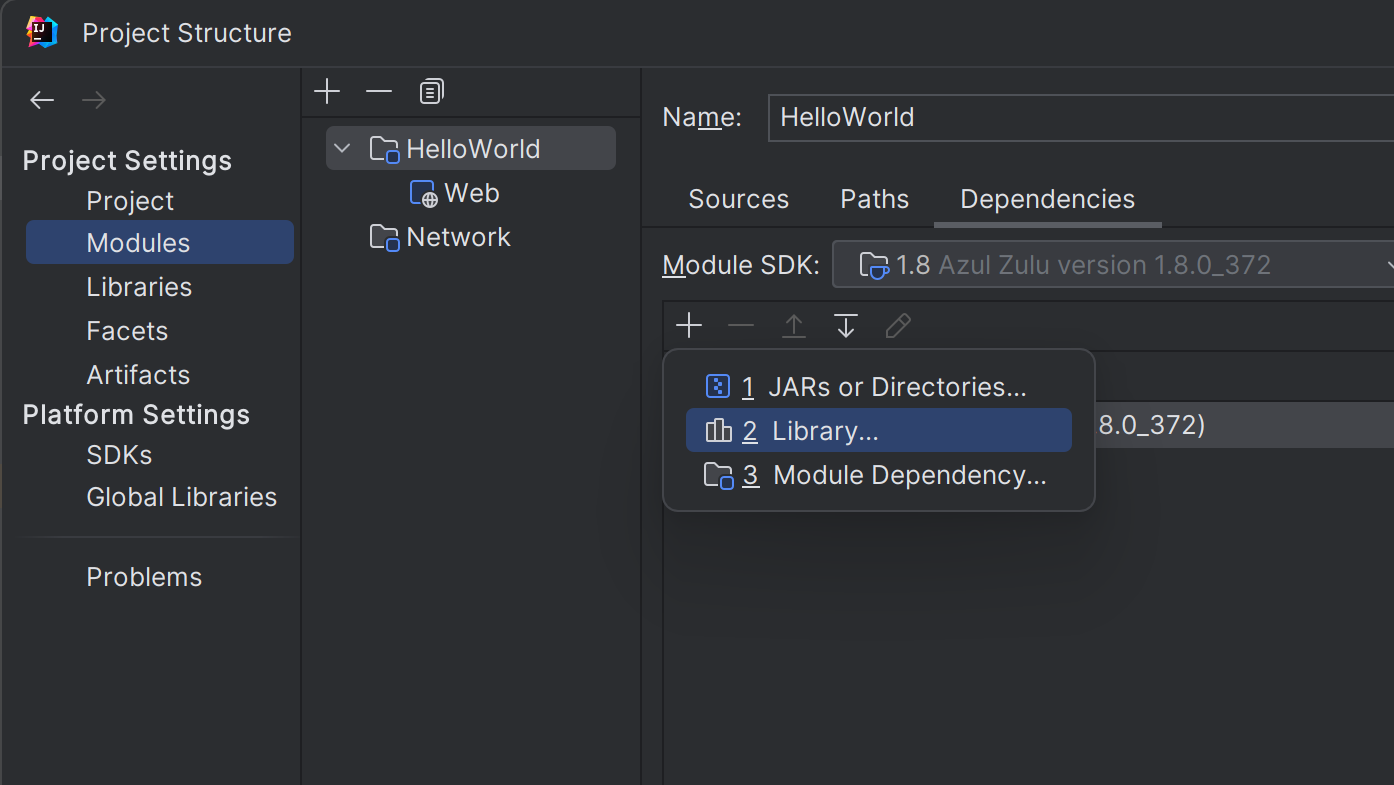 Project Structure
Project Settings
Project
Modules
Libraries
Facets
Artifacts
Platform Settings
SDKs
Global Libraries
Problems
HelloWorld
Web
Network
Name: HelloWorld
Sources Paths Dependencies
Module SDK: 1.8 Azul Zulu version 1.8.0_372
1 JARs or Directories...
2 Library...
3 Module Dependency...
8.0_372)